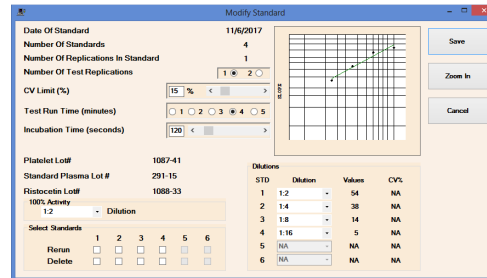 Modify Standard
Date Of Standard 11/6/2017
Number Of Standards 4
Number Of Replications In Standard 1
Number Of Test Replications 1 2
CV Limit (%) 15 %
Test Run Time (minutes) 1 2 3 4 5
Incubation Time (seconds) 120
SLOPE
Save
Zoom In
Cancel
Platelet Lot# 1087-41
Standard Plasma Lot # 291-15
Ristocetin Lot# 1088-33
100% Activity
1:2 Dilution
Select Standards
1 2 3 4 5 6
Rerun
Delete
Dilutions
STD Dilution Values CV%
1 1:2 54 NA
2 1:4 38 NA
3 1:8 14 NA
4 1:16 5 NA
5 NA NA NA
6 NA NA NA